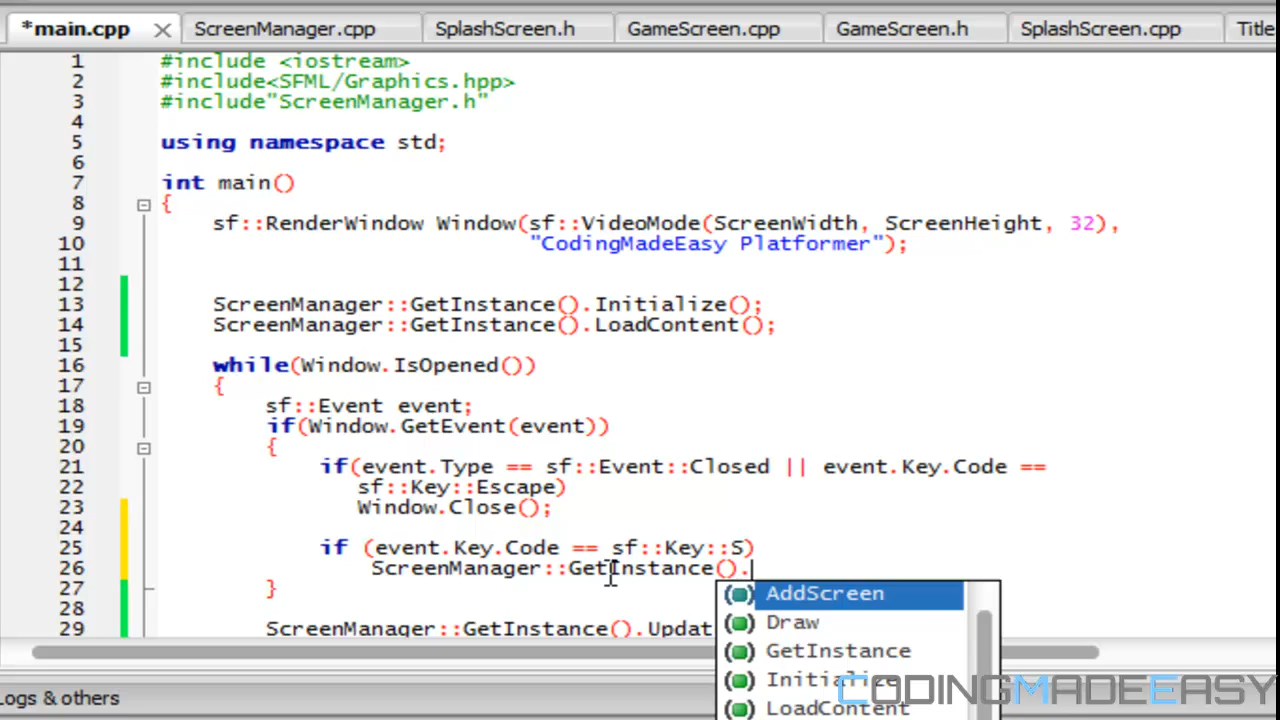 *main.cpp ScreenManager.cpp SplashScreen.h GameScreen.cpp GameScreen.h SplashScreen.cpp Title
1 #include <iostream>
2 #include<SFML/Graphics.hpp>
3 #include"ScreenManager.h"
4
5 using namespace std;
6
7 int main()
8 {
9 sf::RenderWindow Window(sf::VideoMode(ScreenWidth, ScreenHeight, 32),
10 "CodingMadeEasy Platformer");
11
12
13 ScreenManager::GetInstance().Initialize();
14 ScreenManager::GetInstance().LoadContent();
15
16 while(Window.IsOpened())
17 {
18 sf::Event event;
19 if(Window.GetEvent(event))
20 {
21 if(event.Type == sf::Event::Closed || event.Key.Code ==
22 sf::Key::Escape)
23 Window.Close();
24
25 if (event.Key.Code == sf::Key::S)
26 ScreenManager::GetInstance().
27 }
28
29 ScreenManager::GetInstance().Updat
AddScreen
Draw
GetInstance
Initialize
LoadContent
Logs & others
CODINGMADEEASY